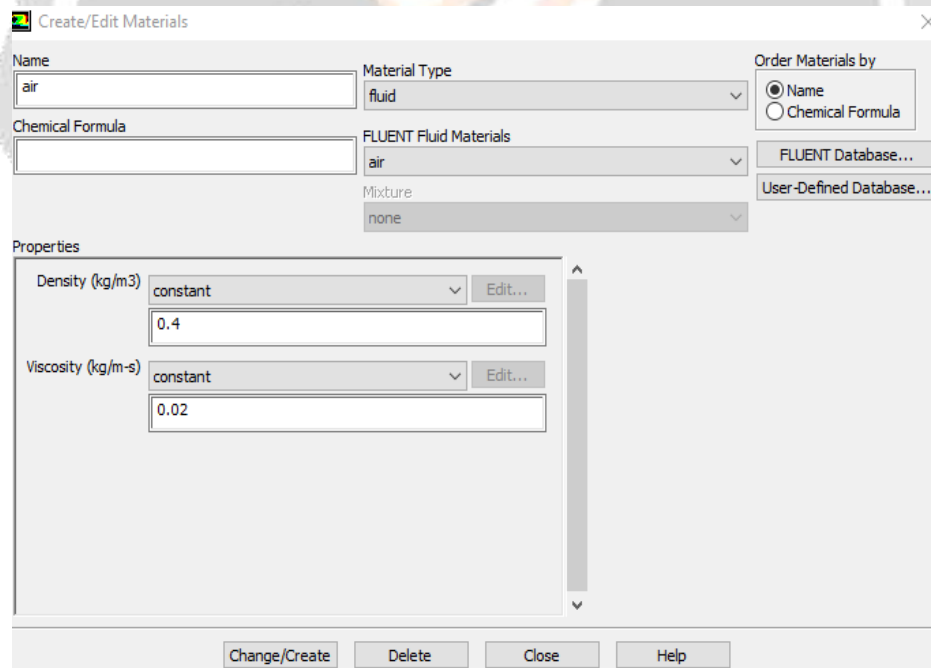 Create/Edit Materials
Name
air
Chemical Formula
Material Type
fluid
FLUENT Fluid Materials
air
Mixture
none
Order Materials by
Name
Chemical Formula
FLUENT Database...
User-Defined Database...
Properties
Density (kg/m3)
constant
Edit...
0.4
Viscosity (kg/m-s)
constant
Edit...
0.02
Change/Create
Delete
Close
Help